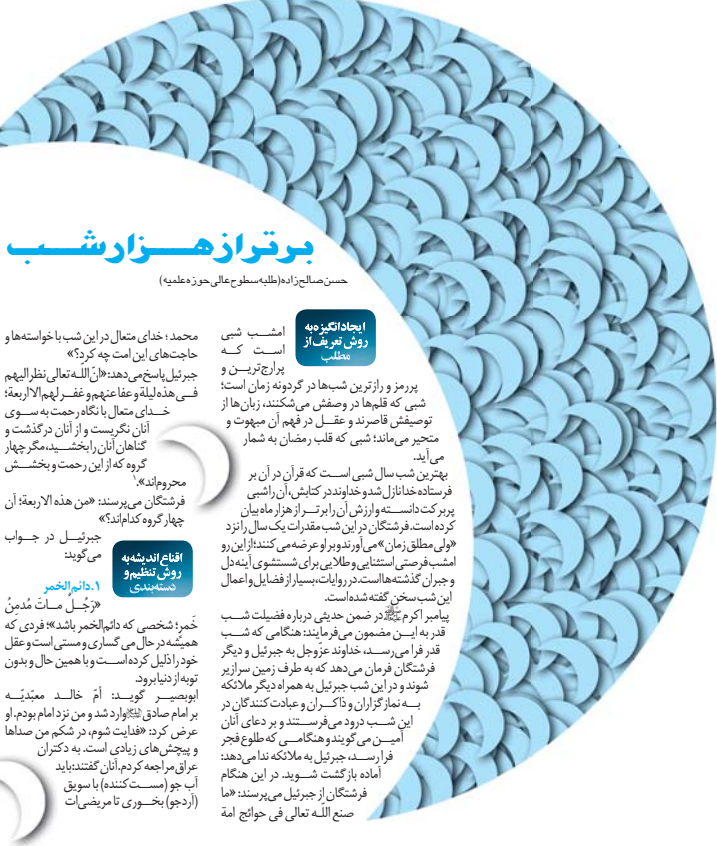 برتر از هزار شب
حسن صالح‌زاده (طلبه سطوح عالی حوزه علمیه)
ایجاد انگیزه به
روش تعریف از
مطلب
امشب شبی
است که
پرارج‌ترین و
پررمز و رازترین شب‌ها در گردونه زمان است؛
شبی که قلم‌ها در وصفش می‌شکنند، زبان‌ها از
توصیفش قاصرند و عقل در فهم آن مبهوت و
متحیر می‌ماند؛ شبی که قلب رمضان به شمار
می‌آید.
بهترین شب سال شبی است که قرآن در آن بر
فرستاده خدا نازل شد و خداوند در کتابش، آن را شبی
پربرکت دانسته و ارزش آن را برتر از هزار ماه بیان
کرده است. فرشتگان در این شب مقدرات یک سال را نزد
«ولی مطلق زمان» می‌آورند و بر او عرضه می‌کنند؛ از این رو
امشب فرصتی استثنایی و طلایی برای شستشوی آینه دل
و جبران گذشته‌ها است. در روایات، بسیار از فضایل و اعمال
این شب سخن گفته شده است.
پیامبر اکرم ﷺ در ضمن حدیثی درباره فضیلت شب
قدر به این مضمون می‌فرمایند: هنگامی که شب
قدر فرا می‌رسد، خداوند عزّوجل به جبرئیل و دیگر
فرشتگان فرمان می‌دهد که به طرف زمین سرازیر
شوند و در این شب جبرئیل به همراه دیگر ملائکه
به نمازگزاران و ذاکران و عبادت‌کنندگان در
این شب درود می‌فرستند و بر دعای آنان
آمین می‌گویند و هنگامی که طلوع فجر
فرا رسد، جبرئیل به ملائکه ندا می‌دهد:
آماده بازگشت شوید. در این هنگام
فرشتگان از جبرئیل می‌پرسند: «ما
صنع اللّه تعالی فی حوائج امة
محمد؛ خدای متعال در این شب با خواسته‌ها و
حاجت‌های این امت چه کرد؟»
جبرئیل پاسخ می‌دهد: «انّ اللّه تعالی نظر الیهم
فی هذه لیلة و عفا عنهم و غفر لهم الا اربعة؛
خدای متعال با نگاه رحمت به سوی
آنان نگریست و از آنان درگذشت و
گناهان آنان را بخشید، مگر چهار
گروه که از این رحمت و بخشش
محروم‌اند».۱
فرشتگان می‌پرسند: «من هذه الاربعة؛ آن
چهار گروه کدام‌اند؟»
جبرئیل در جواب
می‌گوید:
اقناع اندیشه به
روش تنظیم و
دسته‌بندی
۱. دائم‌الخمر
«رَجُلٌ ماتَ مُدمِنُ
خَمرٍ؛ شخصی که دائم‌الخمر باشد»؛ فردی که
همیشه در حال می گساری و مستی است و عقل
خود را ذلیل کرده است و با همین حال و بدون
توبه از دنیا برود.
ابوبصیر گوید: أمّ خالد معبّدیّه
بر امام صادق وارد شد و من نزد امام بودم. او
عرض کرد: «فدایت شوم، در شکم من صداها
و پیچش‌های زیادی است. به دکتران
عراق مراجعه کردم. آنان گفتند: باید
آب جو (مست‌کننده) با سویق
(آرد جو) بخوری تا مریضی‌ات